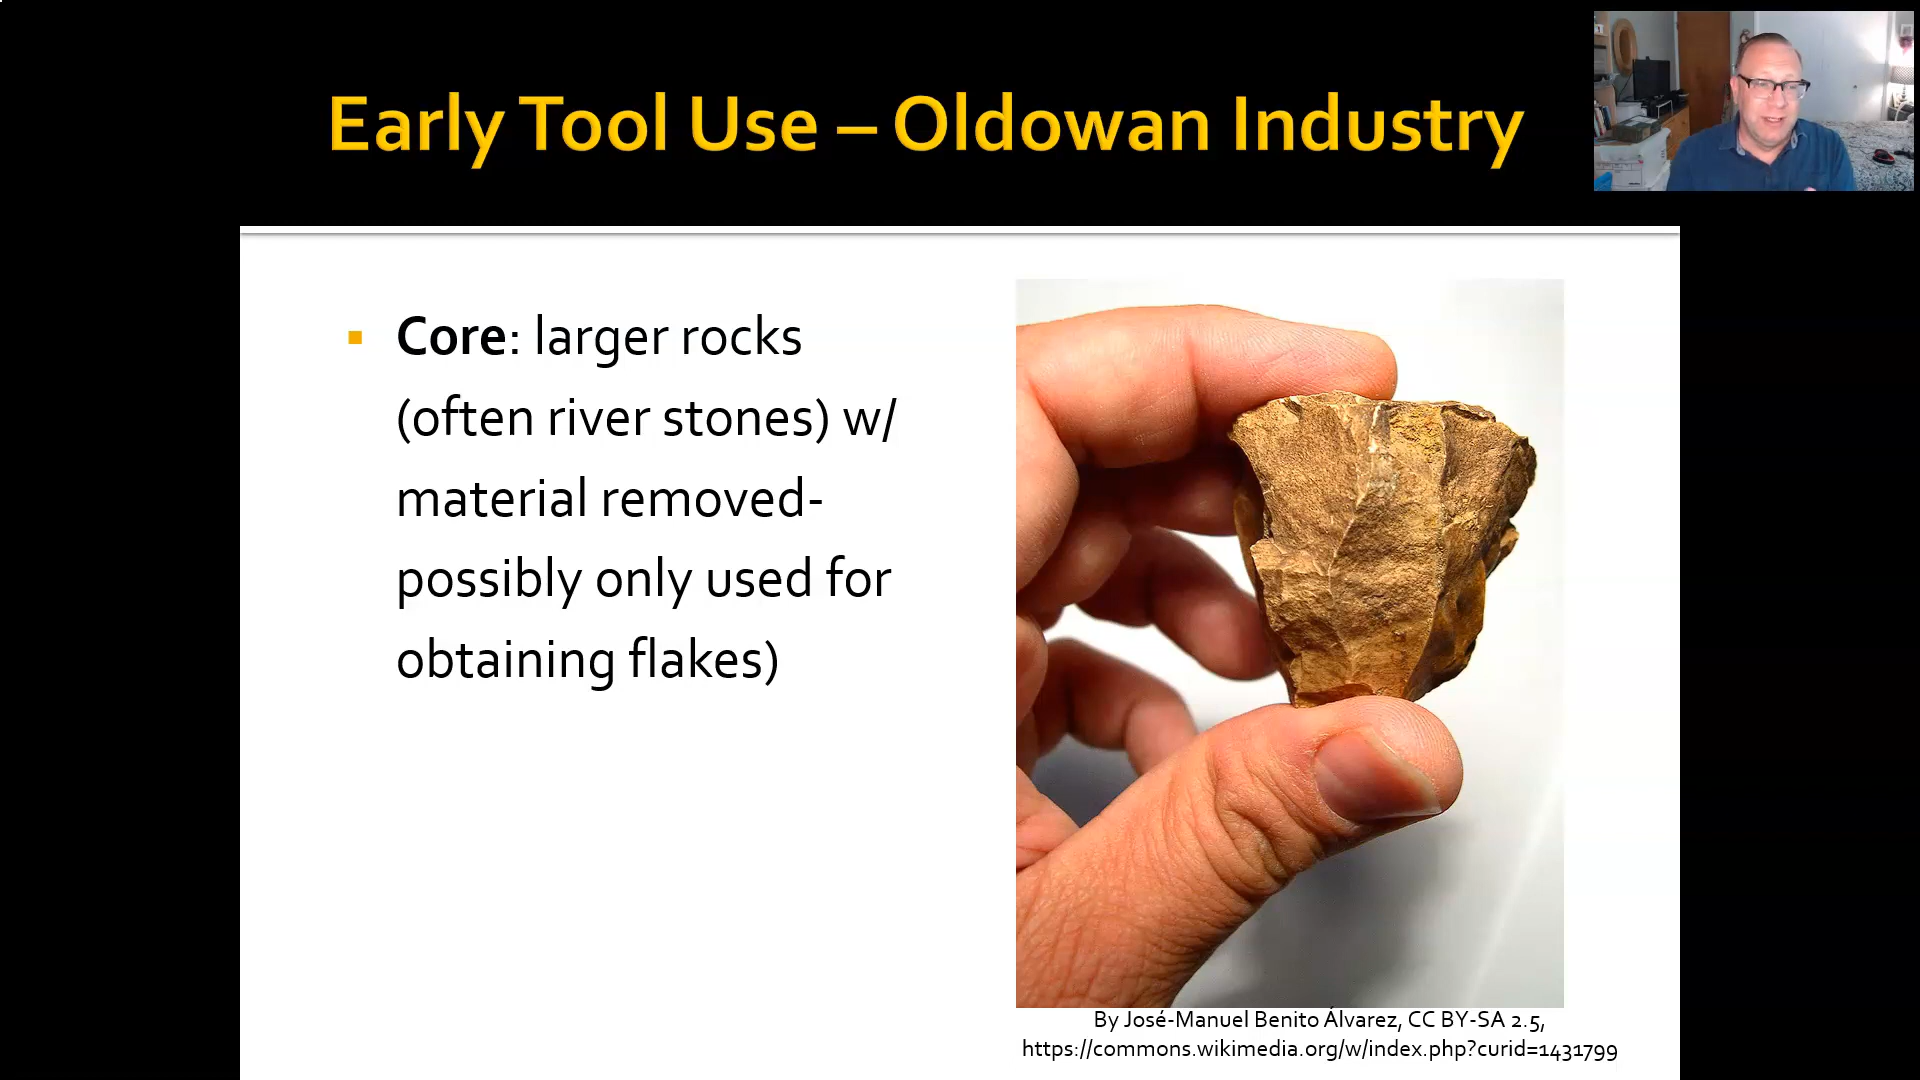 Early Tool Use – Oldowan Industry
Core: larger rocks
(often river stones) w/
material removed-
possibly only used for
obtaining flakes)
By José-Manuel Benito Álvarez, CC BY-SA 2.5,
https://commons.wikimedia.org/w/index.php?curid=1431799